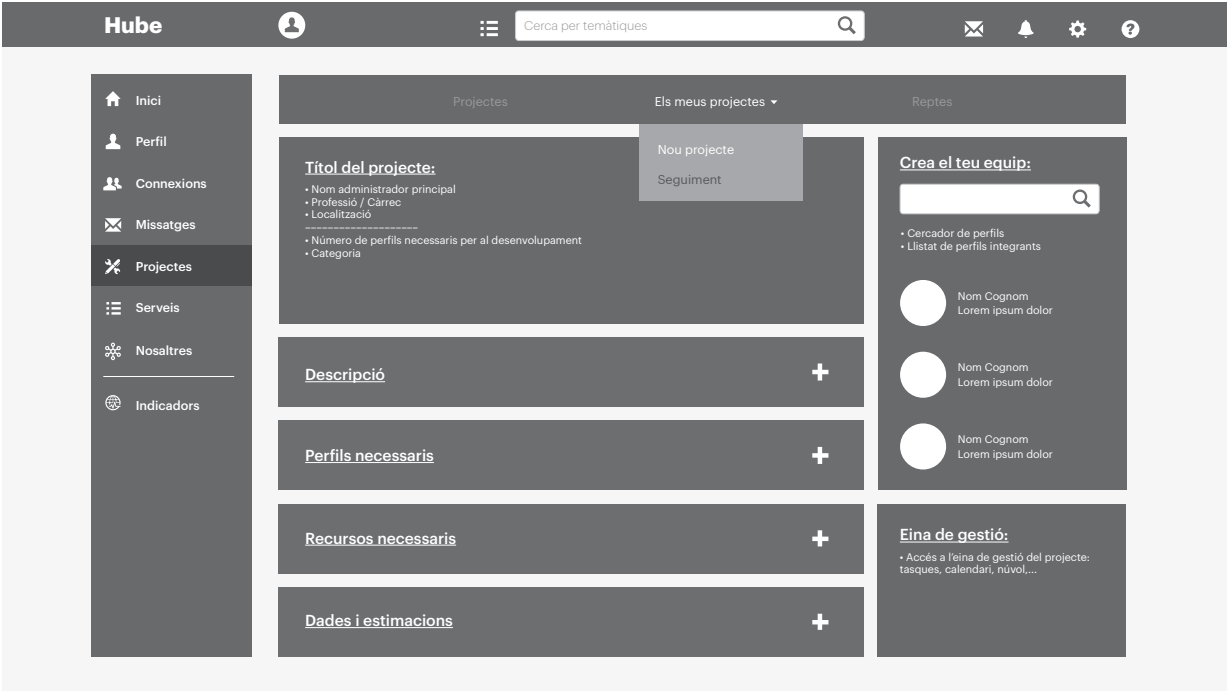 Hube
Cerca per temàtiques
Inici
Perfil
Connexions
Missatges
Projectes
Serveis
Nosaltres
Indicadors
Projectes
Els meus projectes
Reptes
Nou projecte
Seguiment
Títol del projecte:
• Nom administrador principal
• Professió / Càrrec
• Localització
--------------------
• Número de perfils necessaris per al desenvolupament
• Categoria
Descripció
Perfils necessaris
Recursos necessaris
Dades i estimacions
Crea el teu equip:
• Cercador de perfils
• Llistat de perfils integrants
Nom Cognom
Lorem ipsum dolor
Nom Cognom
Lorem ipsum dolor
Nom Cognom
Lorem ipsum dolor
Eina de gestió:
• Accés a l'eina de gestió del projecte:
tasques, calendari, núvol,...